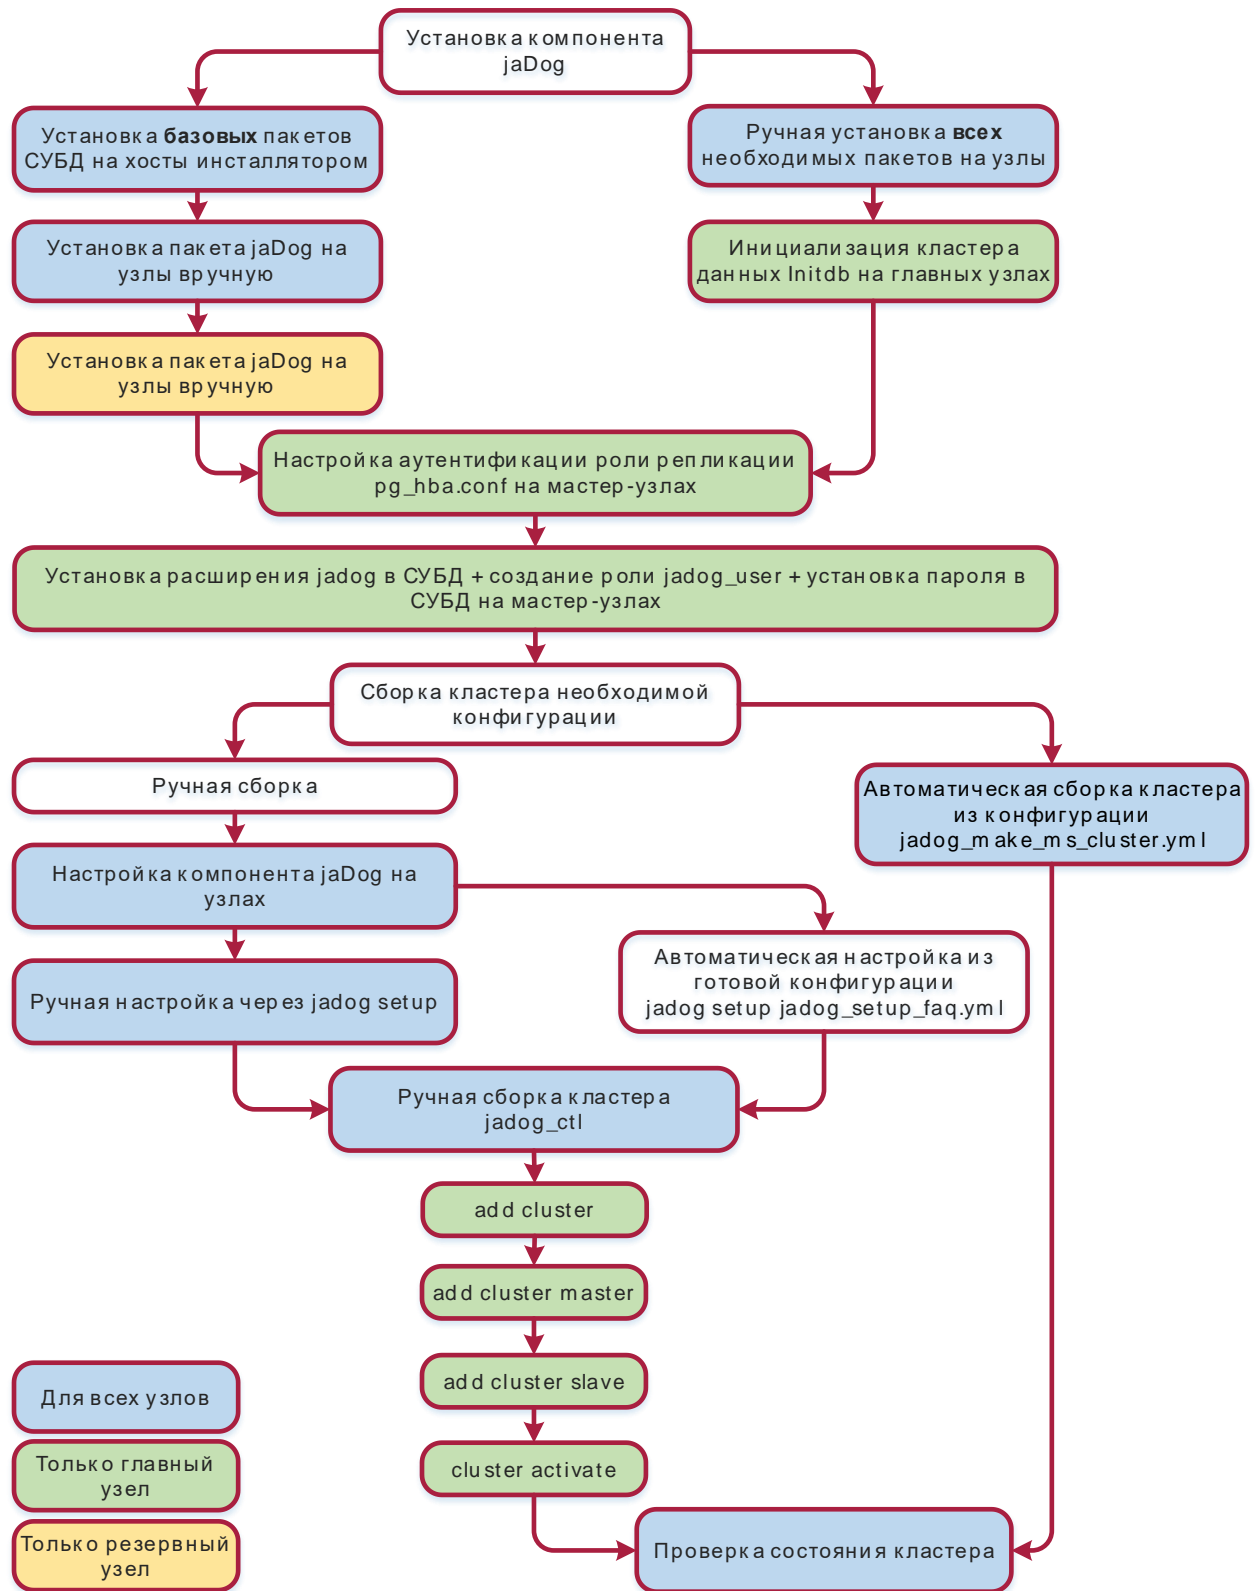 Установка компонента
jaDog
Установка базовых пакетов
СУБД на хосты инсталлятором
Ручная установка всех
необходимых пакетов на узлы
Установка пакета jaDog на
узлы вручную
Инициализация кластера
данных Initdb на главных узлах
Установка пакета jaDog на
узлы вручную
Настройка аутентификации роли репликации
pg_hba.conf на мастер-узлах
Установка расширения jadog в СУБД + создание роли jadog_user + установка пароля в
СУБД на мастер-узлах
Сборка кластера необходимой
конфигурации
Ручная сборка
Автоматическая сборка кластера
из конфигурации
jadog_make_ms_cluster.yml
Настройка компонента jaDog на
узлах
Автоматическая настройка из
готовой конфигурации
jadog setup jadog_setup_faq.yml
Ручная настройка через jadog setup
Ручная сборка кластера
jadog_ctl
add cluster
add cluster master
add cluster slave
cluster activate
Проверка состояния кластера
Для всех узлов
Только главный
узел
Только резервный
узел